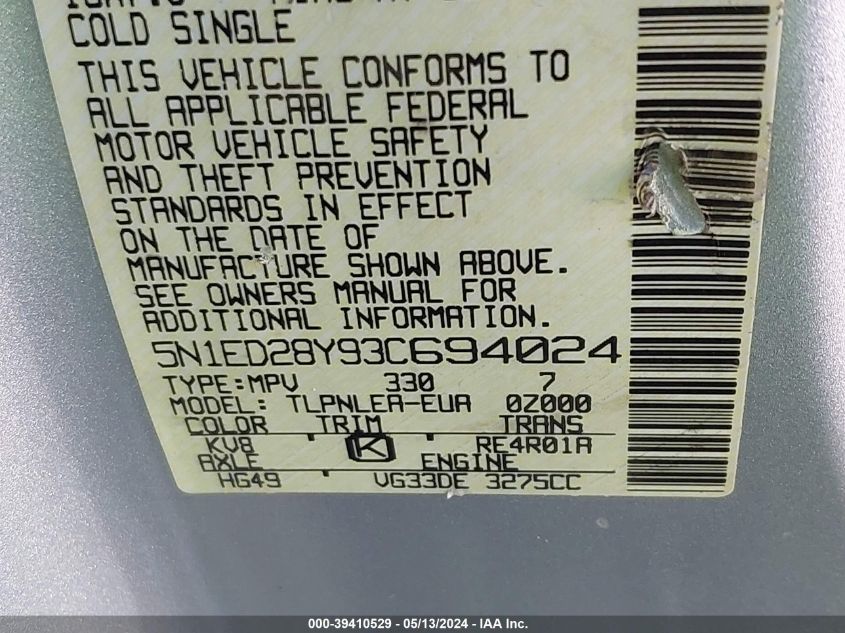 COLD SINGLE
THIS VEHICLE CONFORMS TO
ALL APPLICABLE FEDERAL
MOTOR VEHICLE SAFETY
AND THEFT PREVENTION
STANDARDS IN EFFECT
ON THE DATE OF
MANUFACTURE SHOWN ABOVE.
SEE OWNERS MANUAL FOR
ADDITIONAL INFORMATION.
5N1ED28Y93C694024
TYPE:MPV 330 7
MODEL: TLPNLEA-EUA 0Z000
COLOR TRIM TRANS
KV8 K RE4R01A
AXLE ENGINE
HG49 VG33DE 3275CC
000-39410529 - 05/13/2024 - IAA Inc.